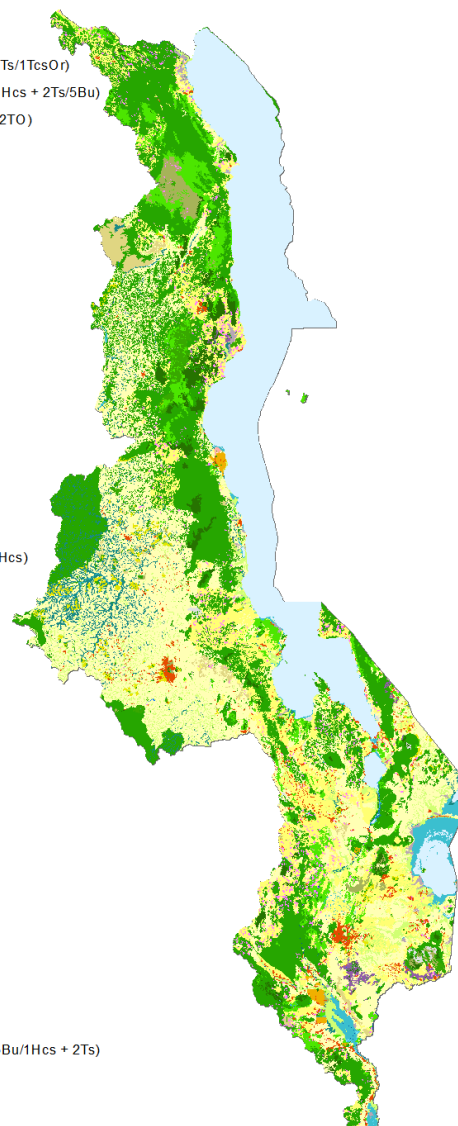 Ts/1TcsOr)
Hcs + 2Ts/5Bu)
2TO)
Hcs)
Bu/1Hcs + 2Ts)